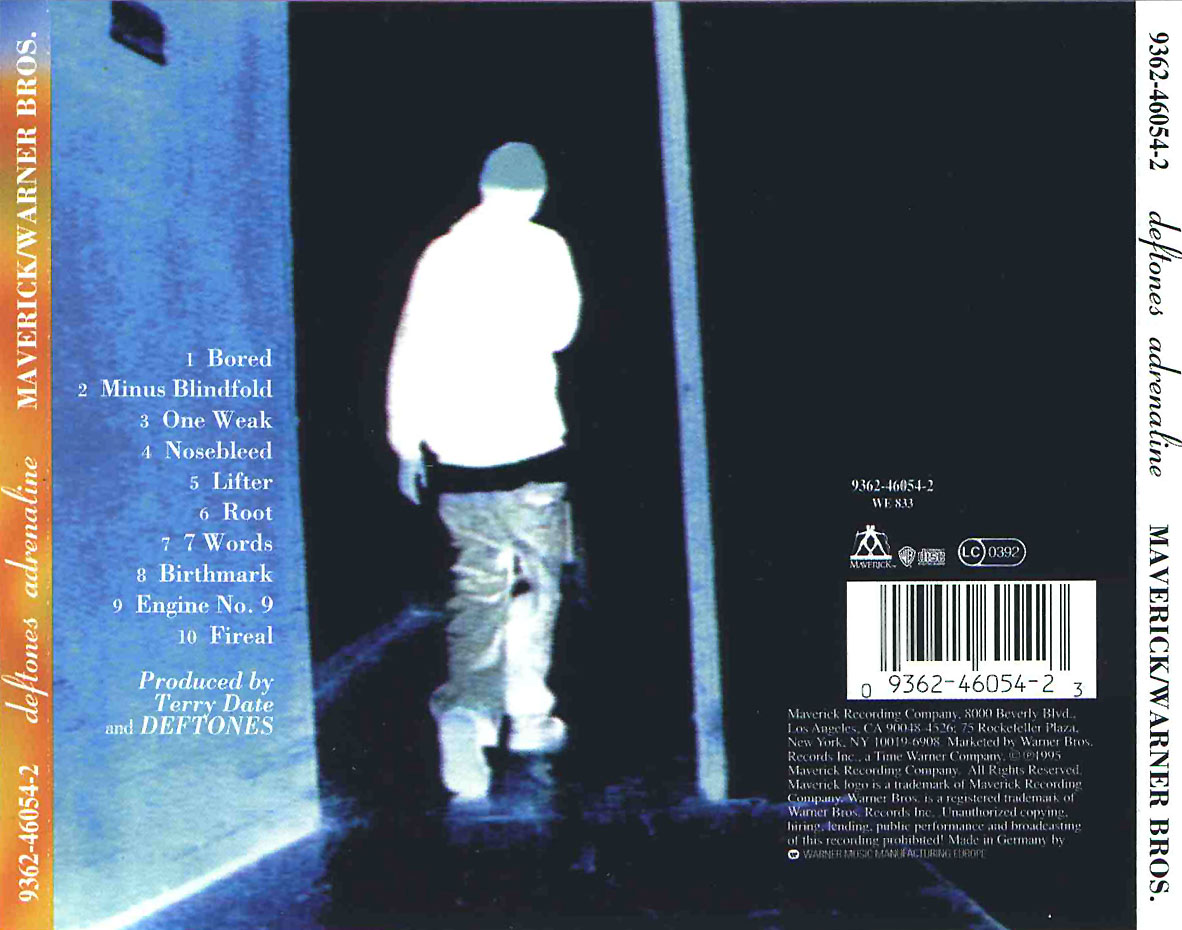 MAVERICK/WARNER BROS.
deftones adrenaline
9362-46054-2
1 Bored
2 Minus Blindfold
3 One Weak
4 Nosebleed
5 Lifter
6 Root
7 7 Words
8 Birthmark
9 Engine No. 9
10 Fireal
Produced by
Terry Date
and DEFTONES
9362-46054-2
WE 833
MAVERICK™
WB
disc
LC 0392
0 9362-46054-2 3
Maverick Recording Company, 8000 Beverly Blvd.,
Los Angeles, CA 90048-4526; 75 Rockefeller Plaza,
New York, NY 10019-6908. Marketed by Warner Bros.
Records Inc., a Time Warner Company. © ℗1995
Maverick Recording Company. All Rights Reserved.
Maverick logo is a trademark of Maverick Recording
Company. Warner Bros. is a registered trademark of
Warner Bros. Records Inc. Unauthorized copying,
hiring, lending, public performance and broadcasting
of this recording prohibited! Made in Germany by
WARNER MUSIC MANUFACTURING EUROPE
9362-46054-2
deftones adrenaline
MAVERICK/WARNER BROS.